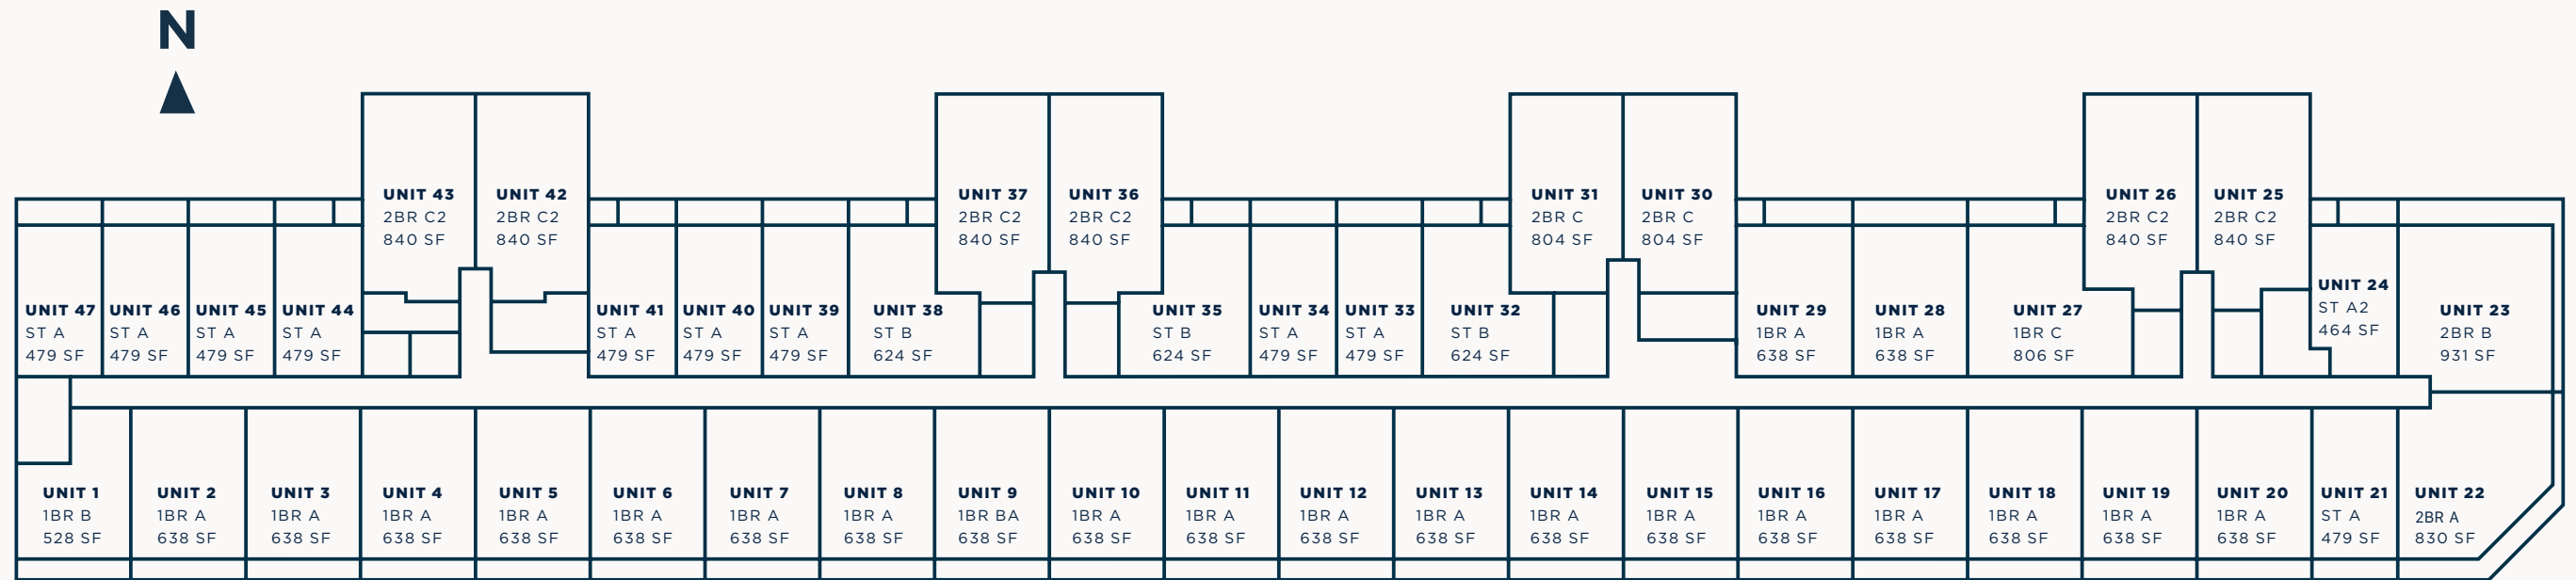 N
UNIT 43
2BR C2
840 SF
UNIT 42
2BR C2
840 SF
UNIT 37
2BR C2
840 SF
UNIT 36
2BR C2
840 SF
UNIT 31
2BR C
804 SF
UNIT 30
2BR C
804 SF
UNIT 26
2BR C2
840 SF
UNIT 25
2BR C2
840 SF
UNIT 47
ST A
479 SF
UNIT 46
ST A
479 SF
UNIT 45
ST A
479 SF
UNIT 44
ST A
479 SF
UNIT 41
ST A
479 SF
UNIT 40
ST A
479 SF
UNIT 39
ST A
479 SF
UNIT 38
ST B
624 SF
UNIT 35
ST B
624 SF
UNIT 34
ST A
479 SF
UNIT 33
ST A
479 SF
UNIT 32
ST B
624 SF
UNIT 29
1BR A
638 SF
UNIT 28
1BR A
638 SF
UNIT 27
1BR C
806 SF
UNIT 24
ST A2
464 SF
UNIT 23
2BR B
931 SF
UNIT 1
1BR B
528 SF
UNIT 2
1BR A
638 SF
UNIT 3
1BR A
638 SF
UNIT 4
1BR A
638 SF
UNIT 5
1BR A
638 SF
UNIT 6
1BR A
638 SF
UNIT 7
1BR A
638 SF
UNIT 8
1BR A
638 SF
UNIT 9
1BR BA
638 SF
UNIT 10
1BR A
638 SF
UNIT 11
1BR A
638 SF
UNIT 12
1BR A
638 SF
UNIT 13
1BR A
638 SF
UNIT 14
1BR A
638 SF
UNIT 15
1BR A
638 SF
UNIT 16
1BR A
638 SF
UNIT 17
1BR A
638 SF
UNIT 18
1BR A
638 SF
UNIT 19
1BR A
638 SF
UNIT 20
1BR A
638 SF
UNIT 21
ST A
479 SF
UNIT 22
2BR A
830 SF